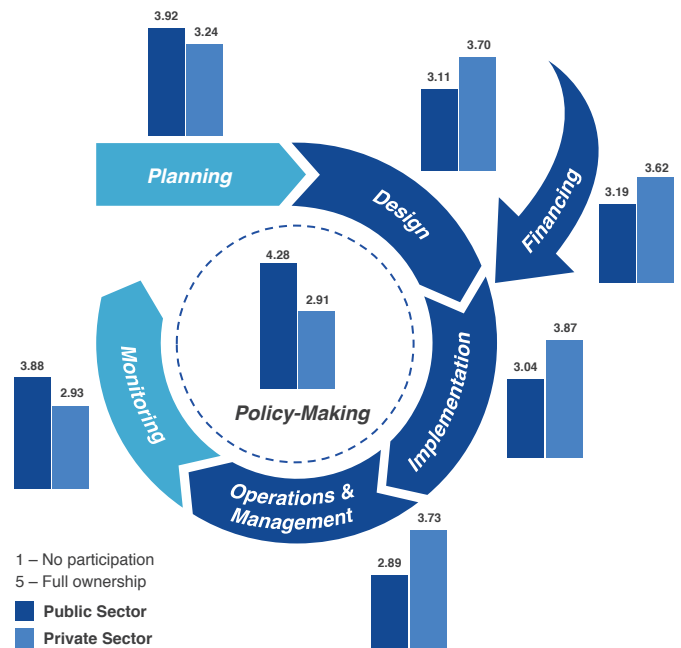 3.92
3.24
Planning
3.11
3.70
Design
Financing
3.19
3.62
4.28
2.91
Policy-Making
Implementation
3.04
3.87
Operations &
Management
2.89
3.73
Monitoring
3.88
2.93
1 – No participation
5 – Full ownership
Public Sector
Private Sector